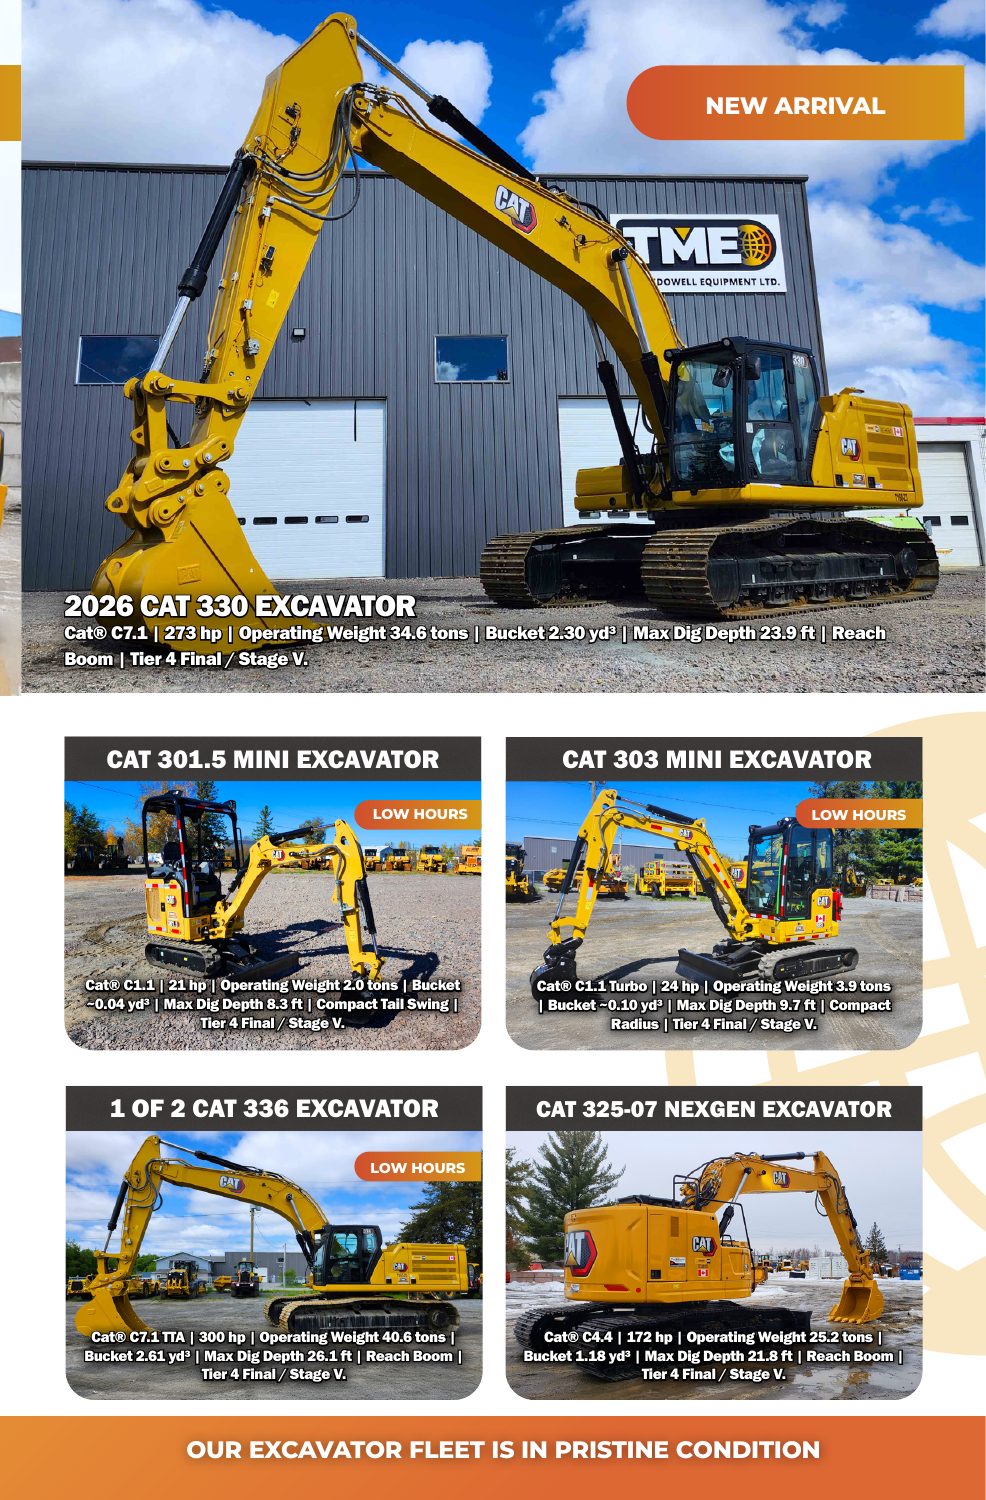 NEW ARRIVAL
CAT
TME
DOWELL EQUIPMENT LTD.
330
CAT
2026 CAT 330 EXCAVATOR
Cat® C7.1 | 273 hp | Operating Weight 34.6 tons | Bucket 2.30 yd³ | Max Dig Depth 23.9 ft | Reach
Boom | Tier 4 Final / Stage V.
CAT 301.5 MINI EXCAVATOR
LOW HOURS
Cat® C1.1 | 21 hp | Operating Weight 2.0 tons | Bucket
~0.04 yd³ | Max Dig Depth 8.3 ft | Compact Tail Swing |
Tier 4 Final / Stage V.
CAT 303 MINI EXCAVATOR
LOW HOURS
CAT
CAT
Cat® C1.1 Turbo | 24 hp | Operating Weight 3.9 tons
| Bucket ~0.10 yd³ | Max Dig Depth 9.7 ft | Compact
Radius | Tier 4 Final / Stage V.
1 OF 2 CAT 336 EXCAVATOR
LOW HOURS
CAT
CAT
Cat® C7.1 TTA | 300 hp | Operating Weight 40.6 tons |
Bucket 2.61 yd³ | Max Dig Depth 26.1 ft | Reach Boom |
Tier 4 Final / Stage V.
CAT 325-07 NEXGEN EXCAVATOR
CAT
CAT
CAT
Cat® C4.4 | 172 hp | Operating Weight 25.2 tons |
Bucket 1.18 yd³ | Max Dig Depth 21.8 ft | Reach Boom |
Tier 4 Final / Stage V.
OUR EXCAVATOR FLEET IS IN PRISTINE CONDITION